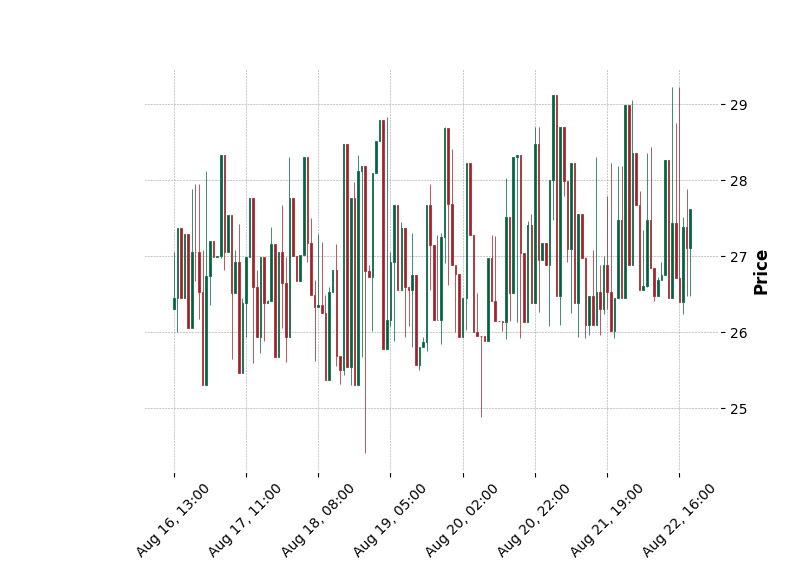 29
28
27
26
25
Price
Aug 16, 13:00
Aug 17, 11:00
Aug 18, 08:00
Aug 19, 05:00
Aug 20, 02:00
Aug 20, 22:00
Aug 21, 19:00
Aug 22, 16:00